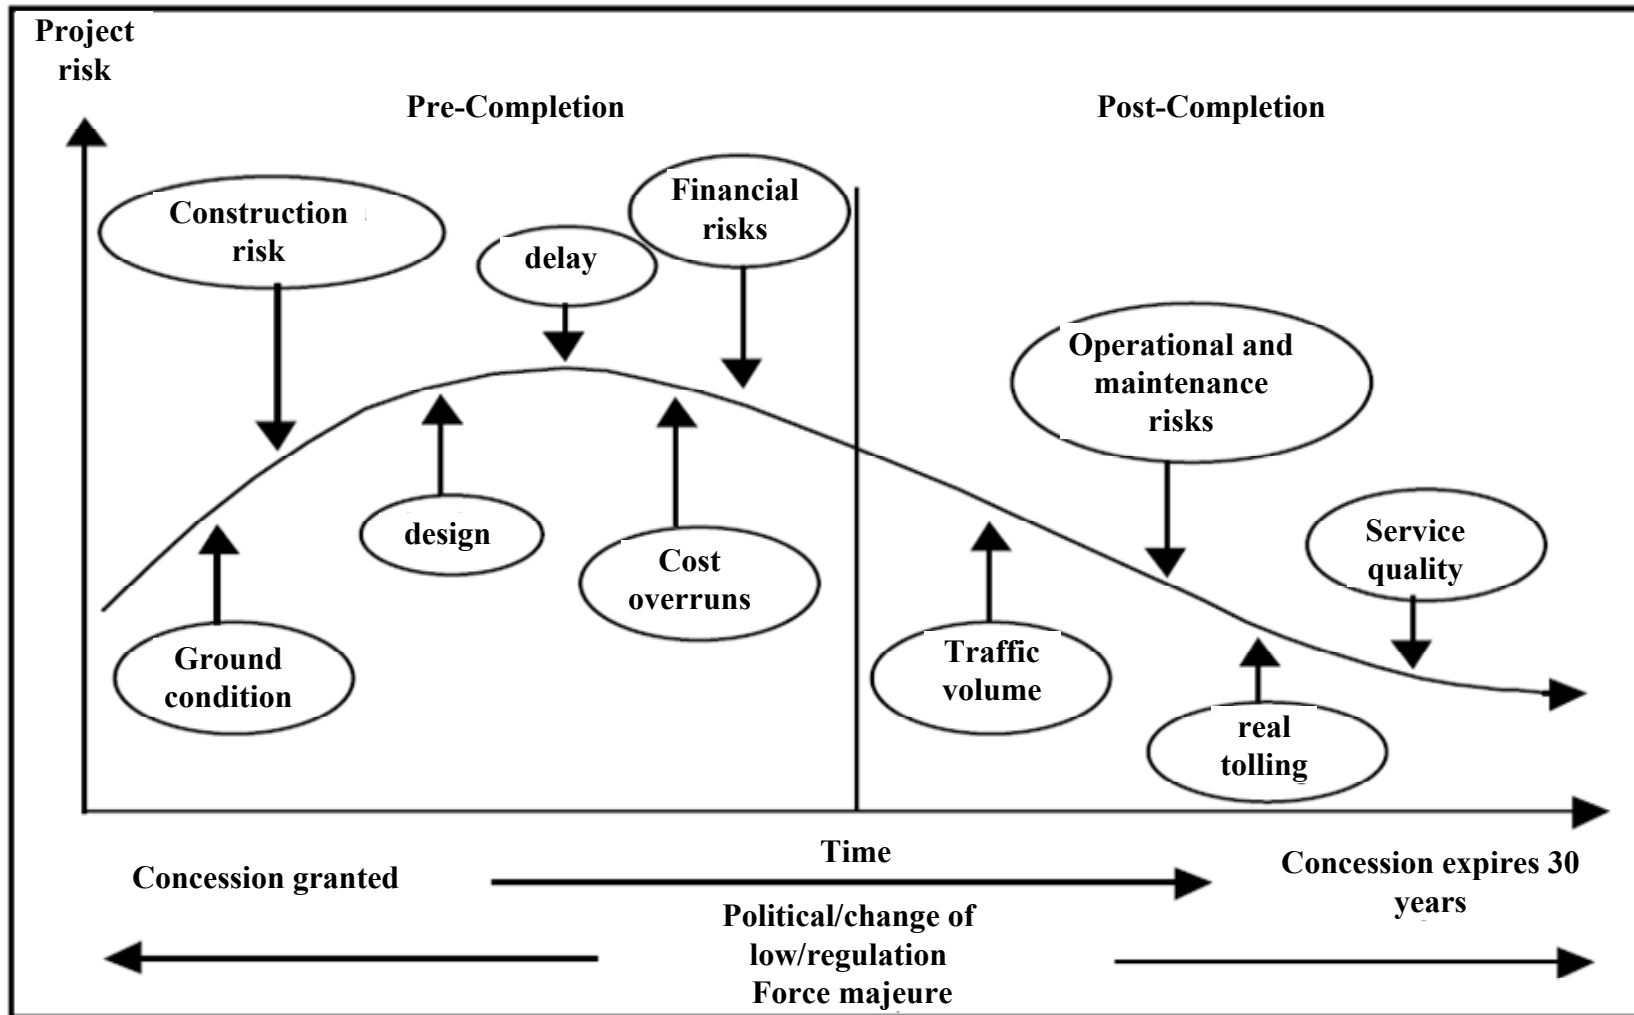 Project
risk
Pre-Completion
Post-Completion
Construction
risk
delay
Financial
risks
Operational and
maintenance
risks
Service
quality
design
Cost
overruns
Ground
condition
Traffic
volume
real
tolling
Time
Concession granted
Concession expires 30
years
Political/change of
low/regulation
Force majeure